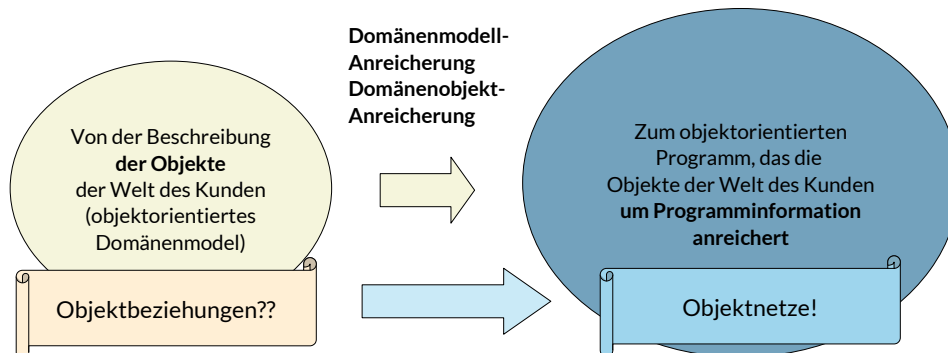 Domänenmodell-
Anreicherung
Domänenobjekt-
Anreicherung
Von der Beschreibung
der Objekte
der Welt des Kunden
(objektorientiertes
Domänenmodel)
Zum objektorientierten
Programm, das die
Objekte der Welt des Kunden
um Programminformation
anreichert
Objektbeziehungen??
Objektnetze!